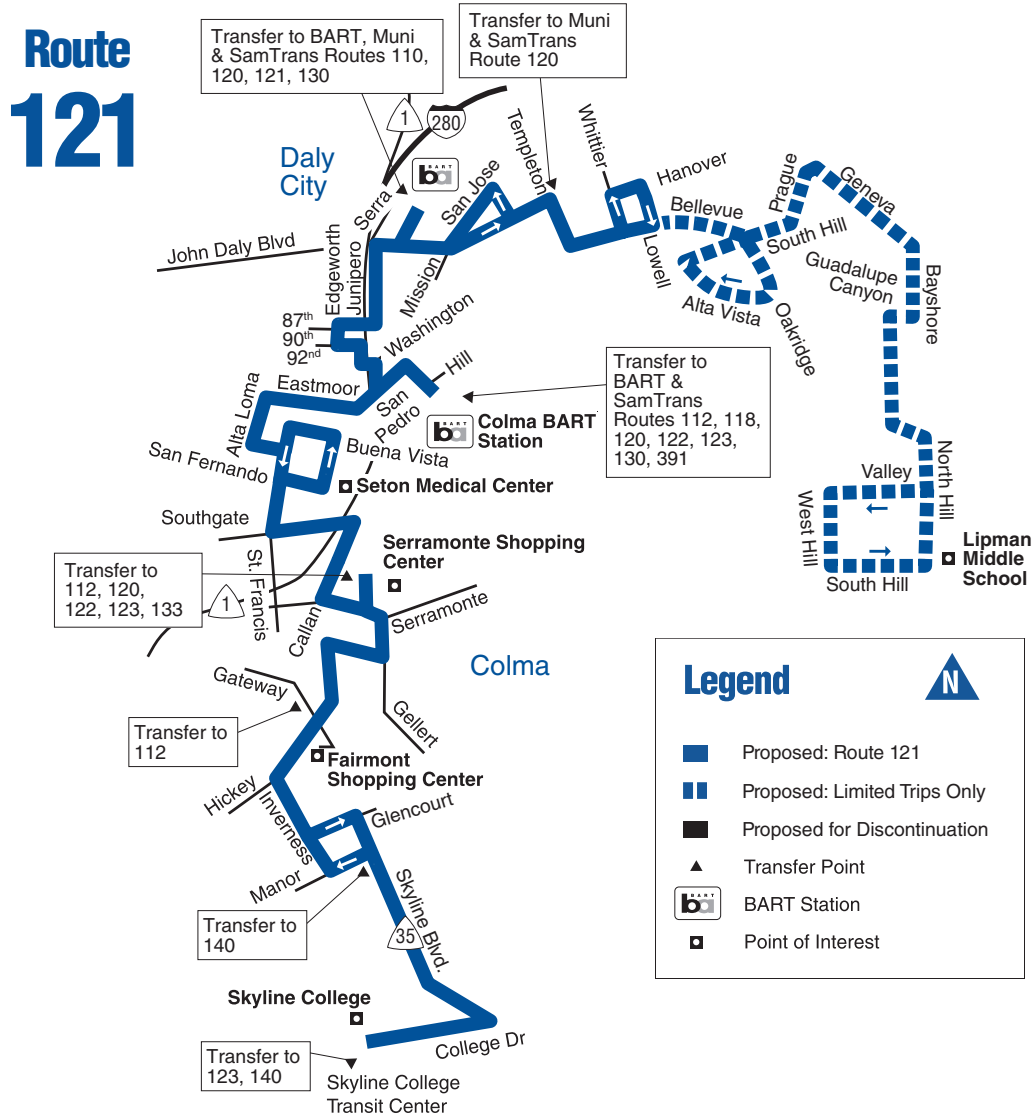 Route
121
Transfer to BART, Muni
& SamTrans Routes 110,
120, 121, 130
Transfer to Muni
& SamTrans
Route 120
1
280
Daly
City
BART
ba
Serra
San Jose
Templeton
Whittier
Hanover
Bellevue
Prague
Geneva
South Hill
Guadalupe
Canyon
Bayshore
Lowell
Alta Vista
Oakridge
John Daly Blvd
Edgeworth
Junipero
Mission
Washington
87th
90th
92nd
Hill
Eastmoor
San
Pedro
Transfer to
BART &
SamTrans
Routes 112, 118,
120, 122, 123,
130, 391
BART
ba
Colma BART
Station
Alta Loma
San Fernando
Buena Vista
Seton Medical Center
Valley
North Hill
West Hill
South Hill
Lipman
Middle
School
Southgate
St. Francis
Serramonte Shopping
Center
Transfer to
112, 120,
122, 123, 133
1
Callan
Serramonte
Colma
Gateway
Gellert
Transfer to
112
Fairmont
Shopping Center
Hickey
Inverness
Glencourt
Manor
Transfer to
140
Skyline Blvd.
35
Skyline College
College Dr
Transfer to
123, 140
Skyline College
Transit Center
Legend
N
Proposed: Route 121
Proposed: Limited Trips Only
Proposed for Discontinuation
Transfer Point
BART
ba
BART Station
Point of Interest